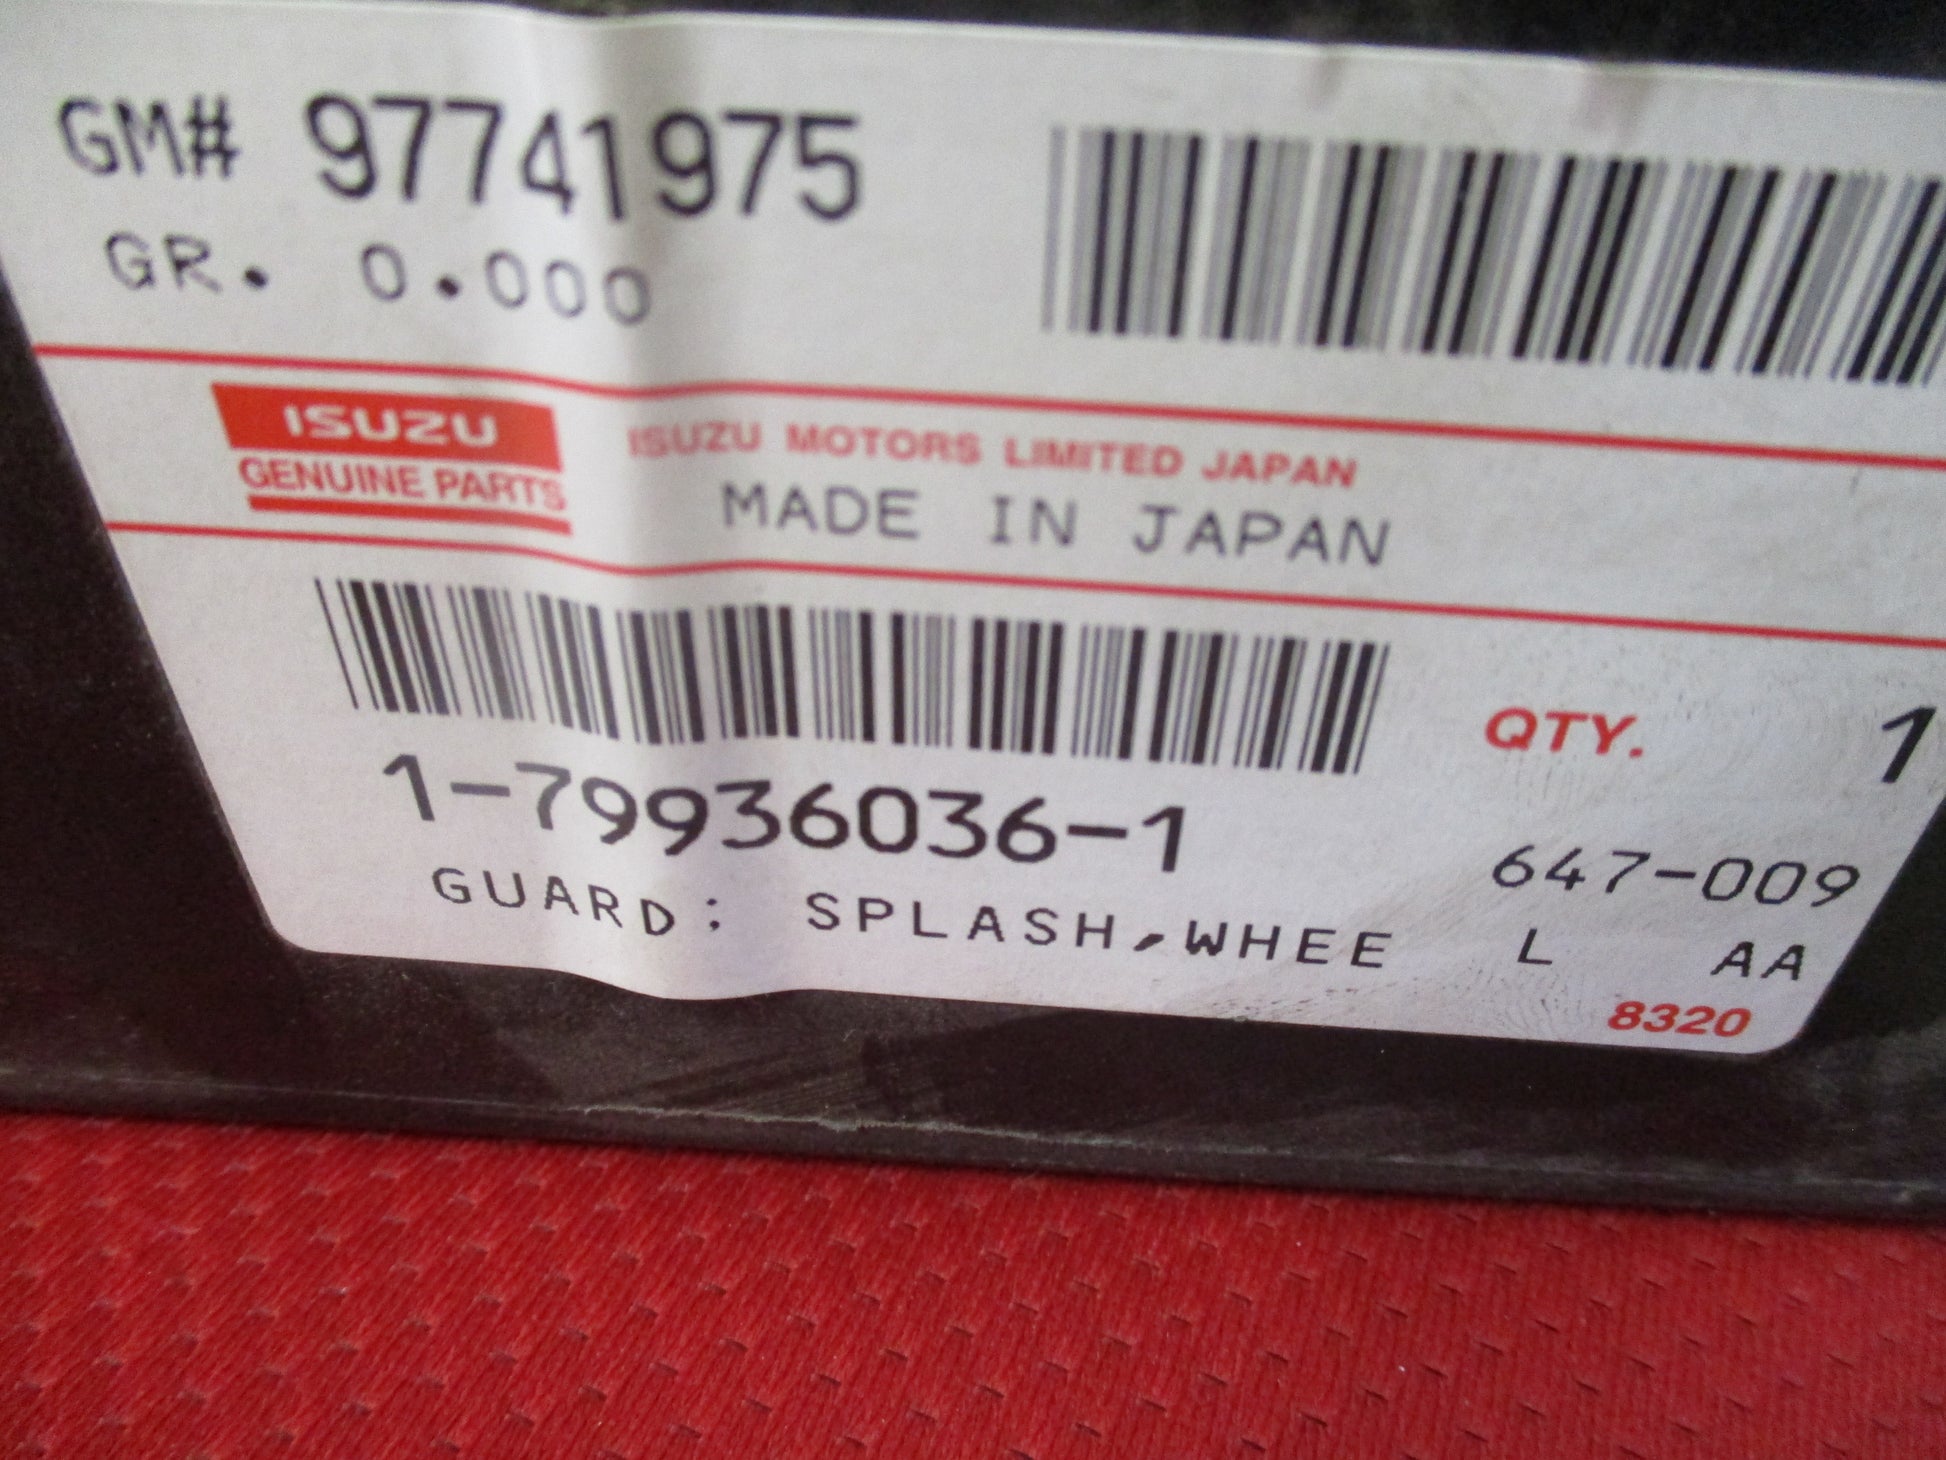 GM# 97741975
GR. 0.000
ISUZU
GENUINE PARTS
ISUZU MOTORS LIMITED JAPAN
MADE IN JAPAN
QTY. 1
1-79936036-1
647-009
GUARD: SPLASH,WHEE L AA
8320